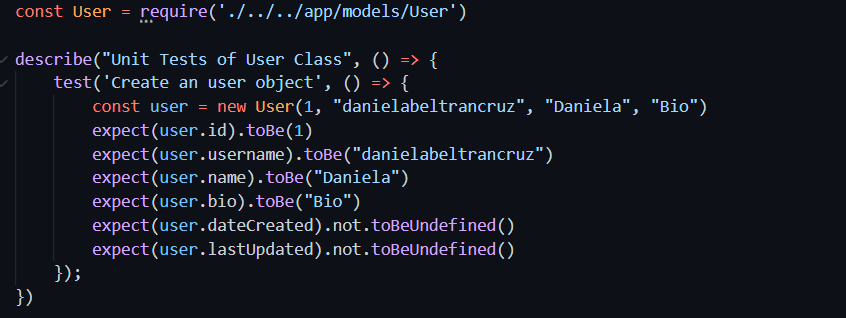 const User = require('./../../app/models/User')
describe("Unit Tests of User Class", () => {
test('Create an user object', () => {
const user = new User(1, "danielabeltrancruz", "Daniela", "Bio")
expect(user.id).toBe(1)
expect(user.username).toBe("danielabeltrancruz")
expect(user.name).toBe("Daniela")
expect(user.bio).toBe("Bio")
expect(user.dateCreated).not.toBeUndefined()
expect(user.lastUpdated).not.toBeUndefined()
});
})